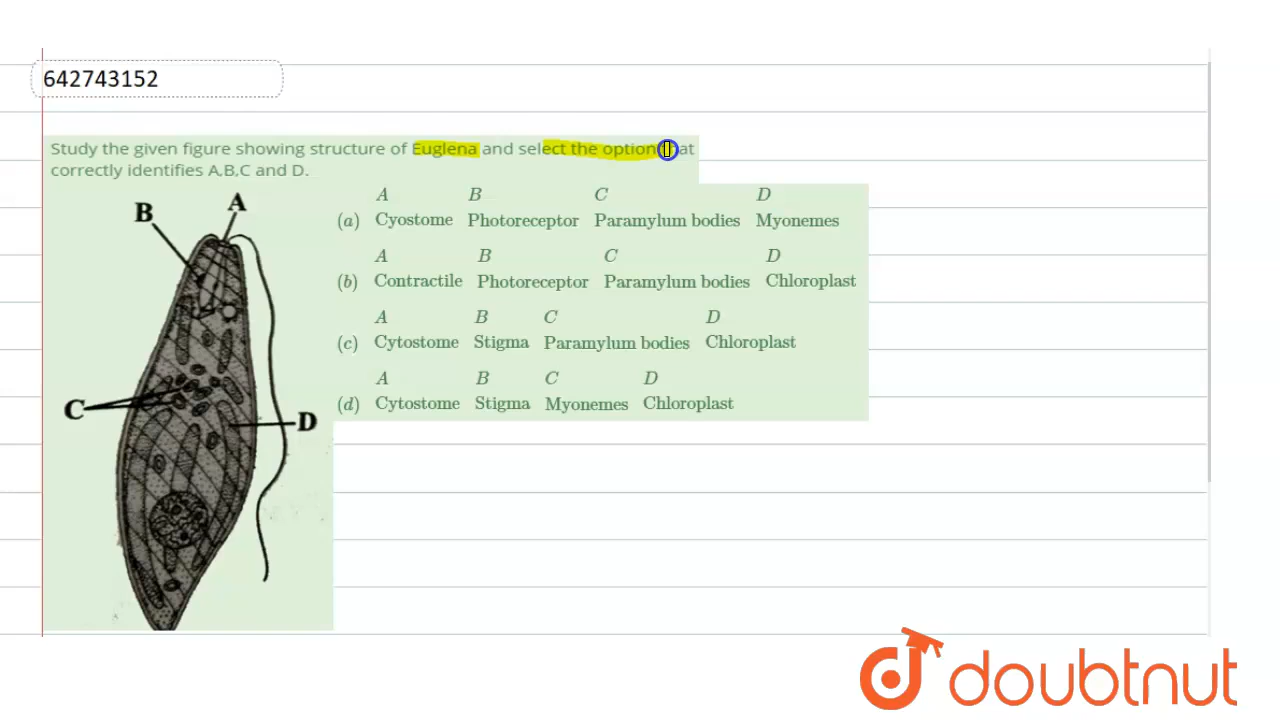 642743152
Study the given figure showing structure of Euglena and select the option that
correctly identifies A,B,C and D.
B A
C
D
A B C D
(a) Cyostome Photoreceptor Paramylum bodies Myonemes
A B C D
(b) Contractile Photoreceptor Paramylum bodies Chloroplast
A B C D
(c) Cytostome Stigma Paramylum bodies Chloroplast
A B C D
(d) Cytostome Stigma Myonemes Chloroplast
doubtnut